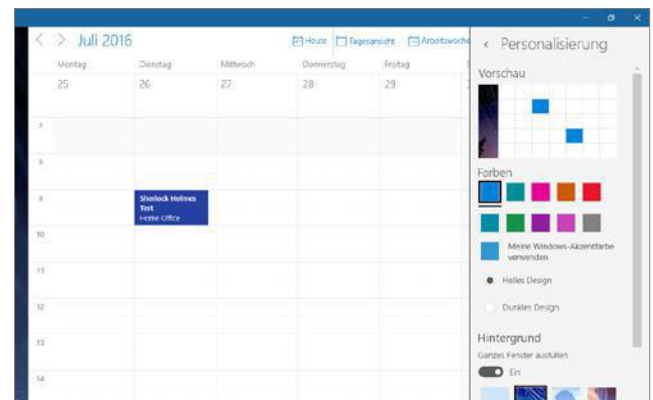 Juli 2016
Heute
Tagesansicht
Arbeitswoche
Montag
Dienstag
Mittwoch
Donnerstag
Freitag
25
26
27
28
29
7
8
9
Sherlock Holmes
Test
Home Office
10
11
12
13
14
Personalisierung
Vorschau
Farben
Meine Windows-Akzentfarbe
verwenden
Helles Design
Dunkles Design
Hintergrund
Ganzes Fenster ausfüllen
Ein